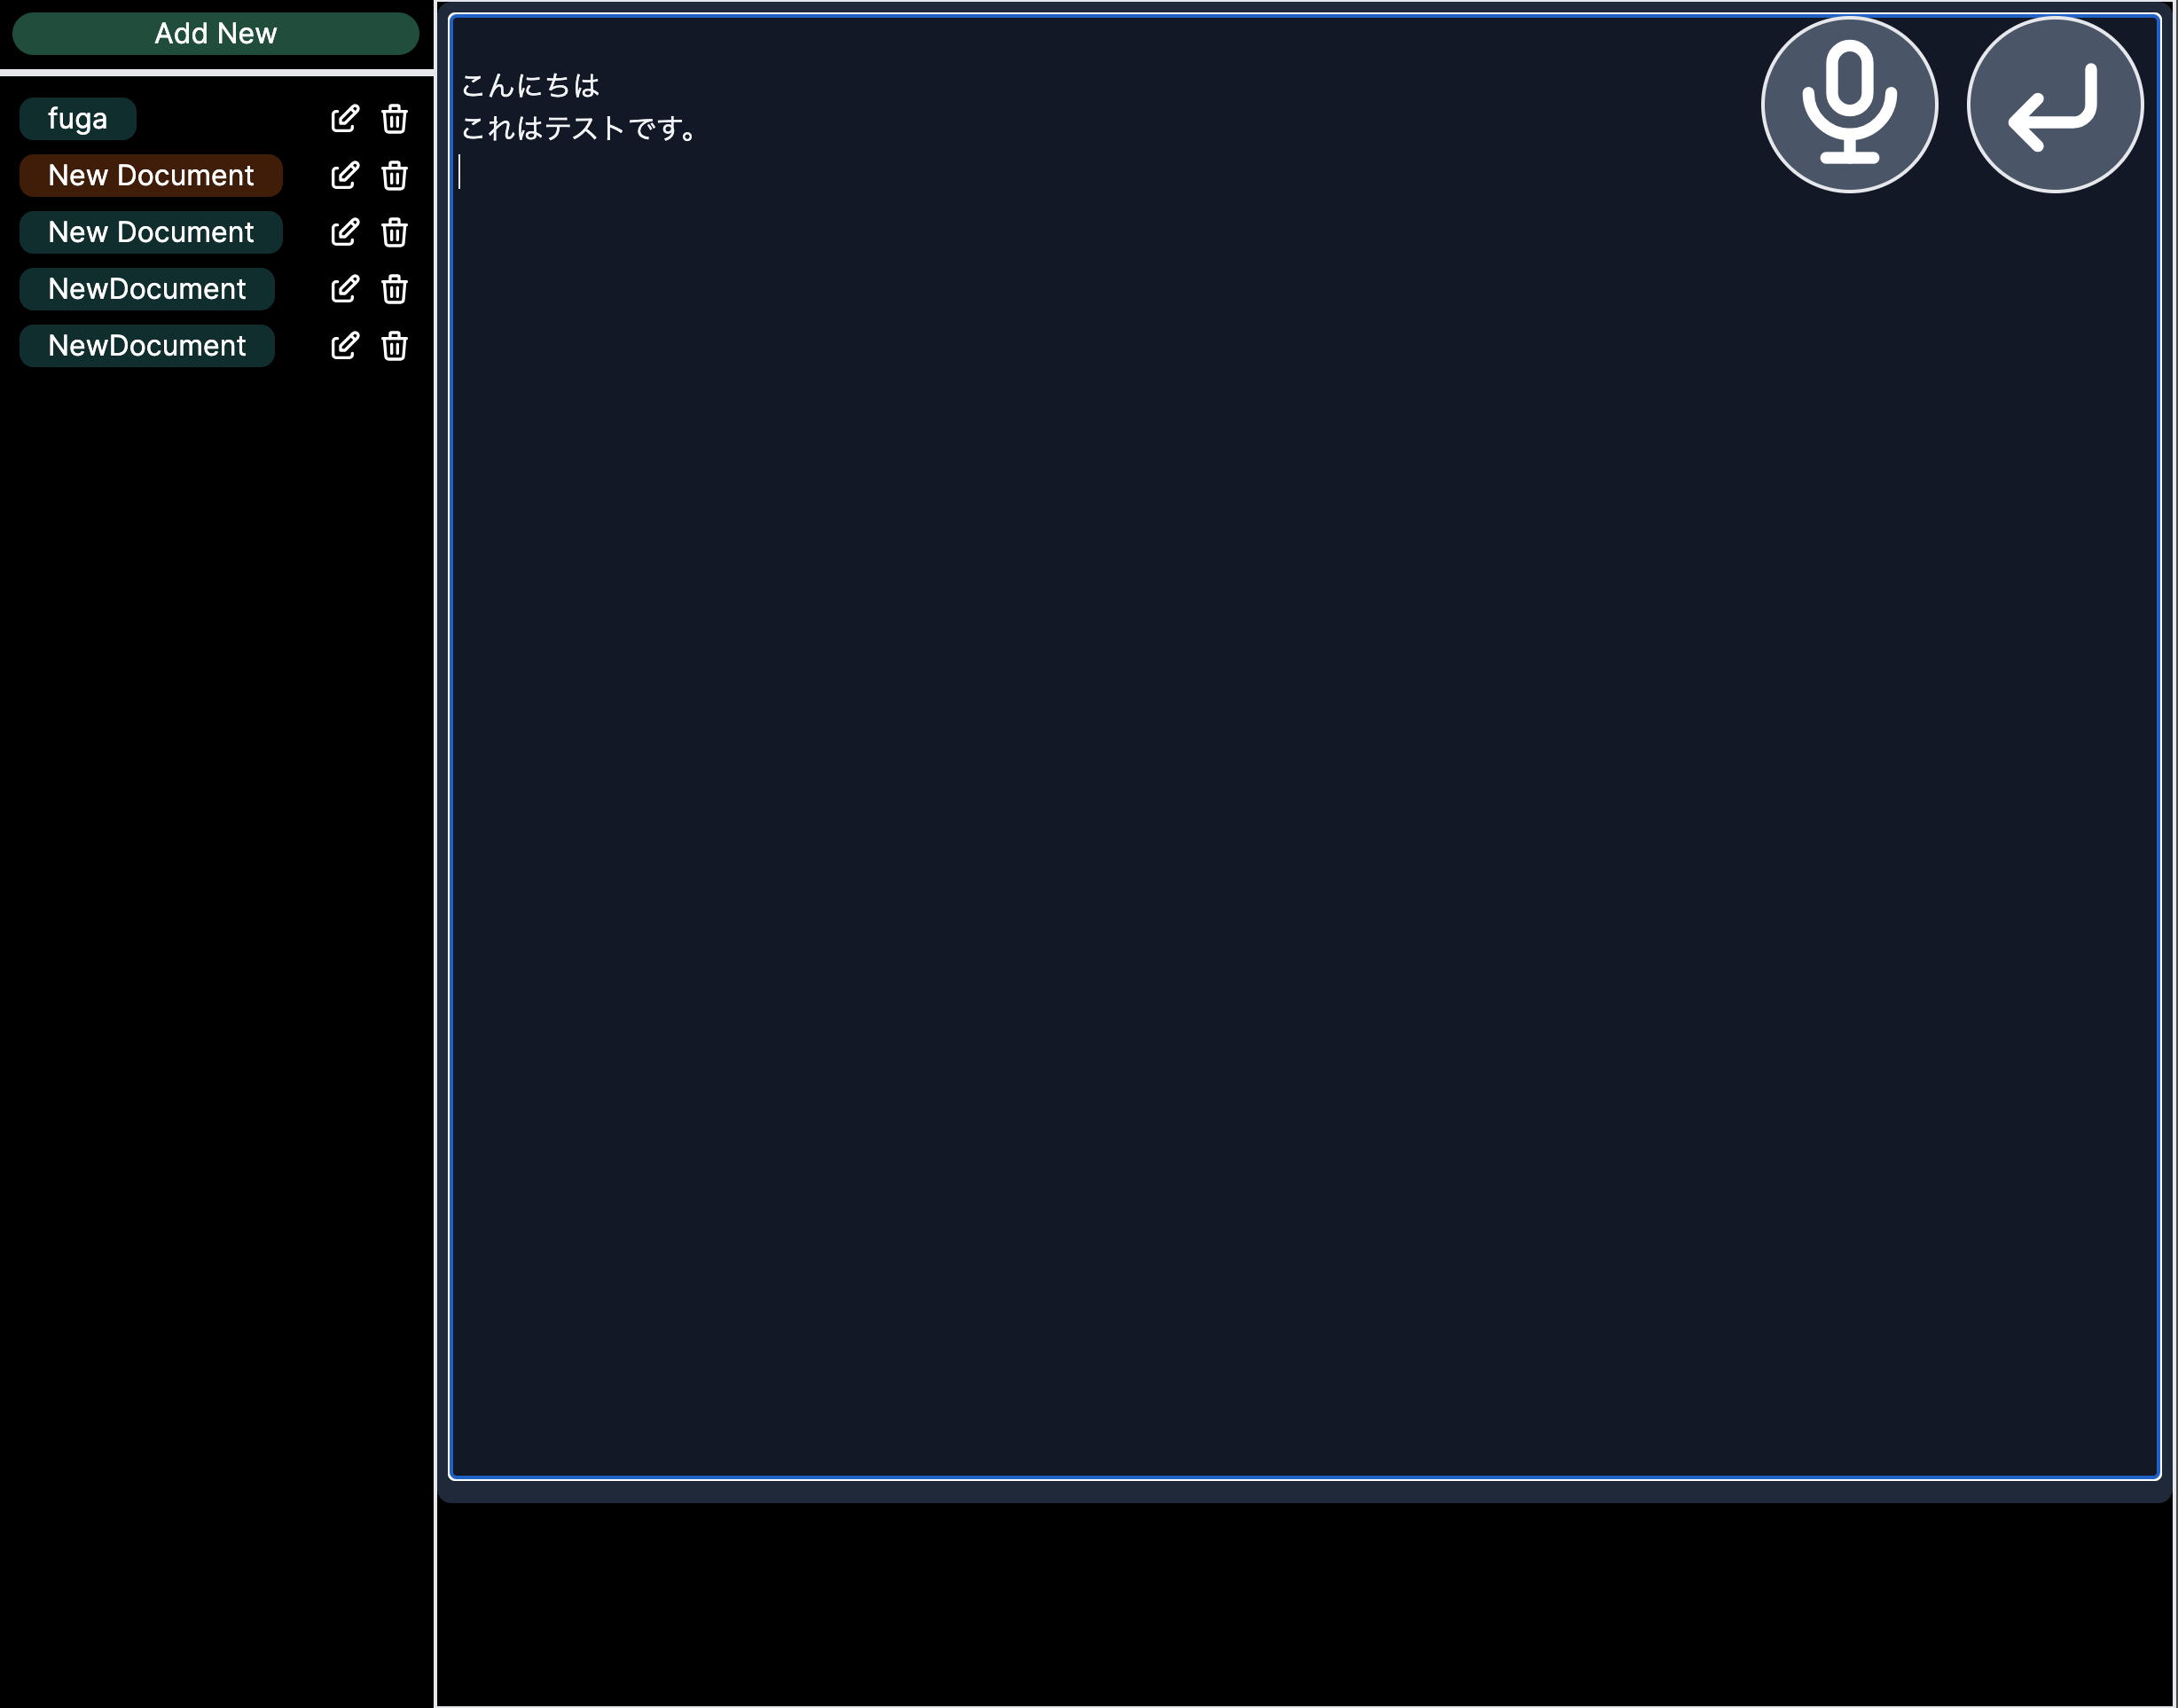 Add New
fuga
New Document
New Document
NewDocument
NewDocument
こんにちは
これはテストです。